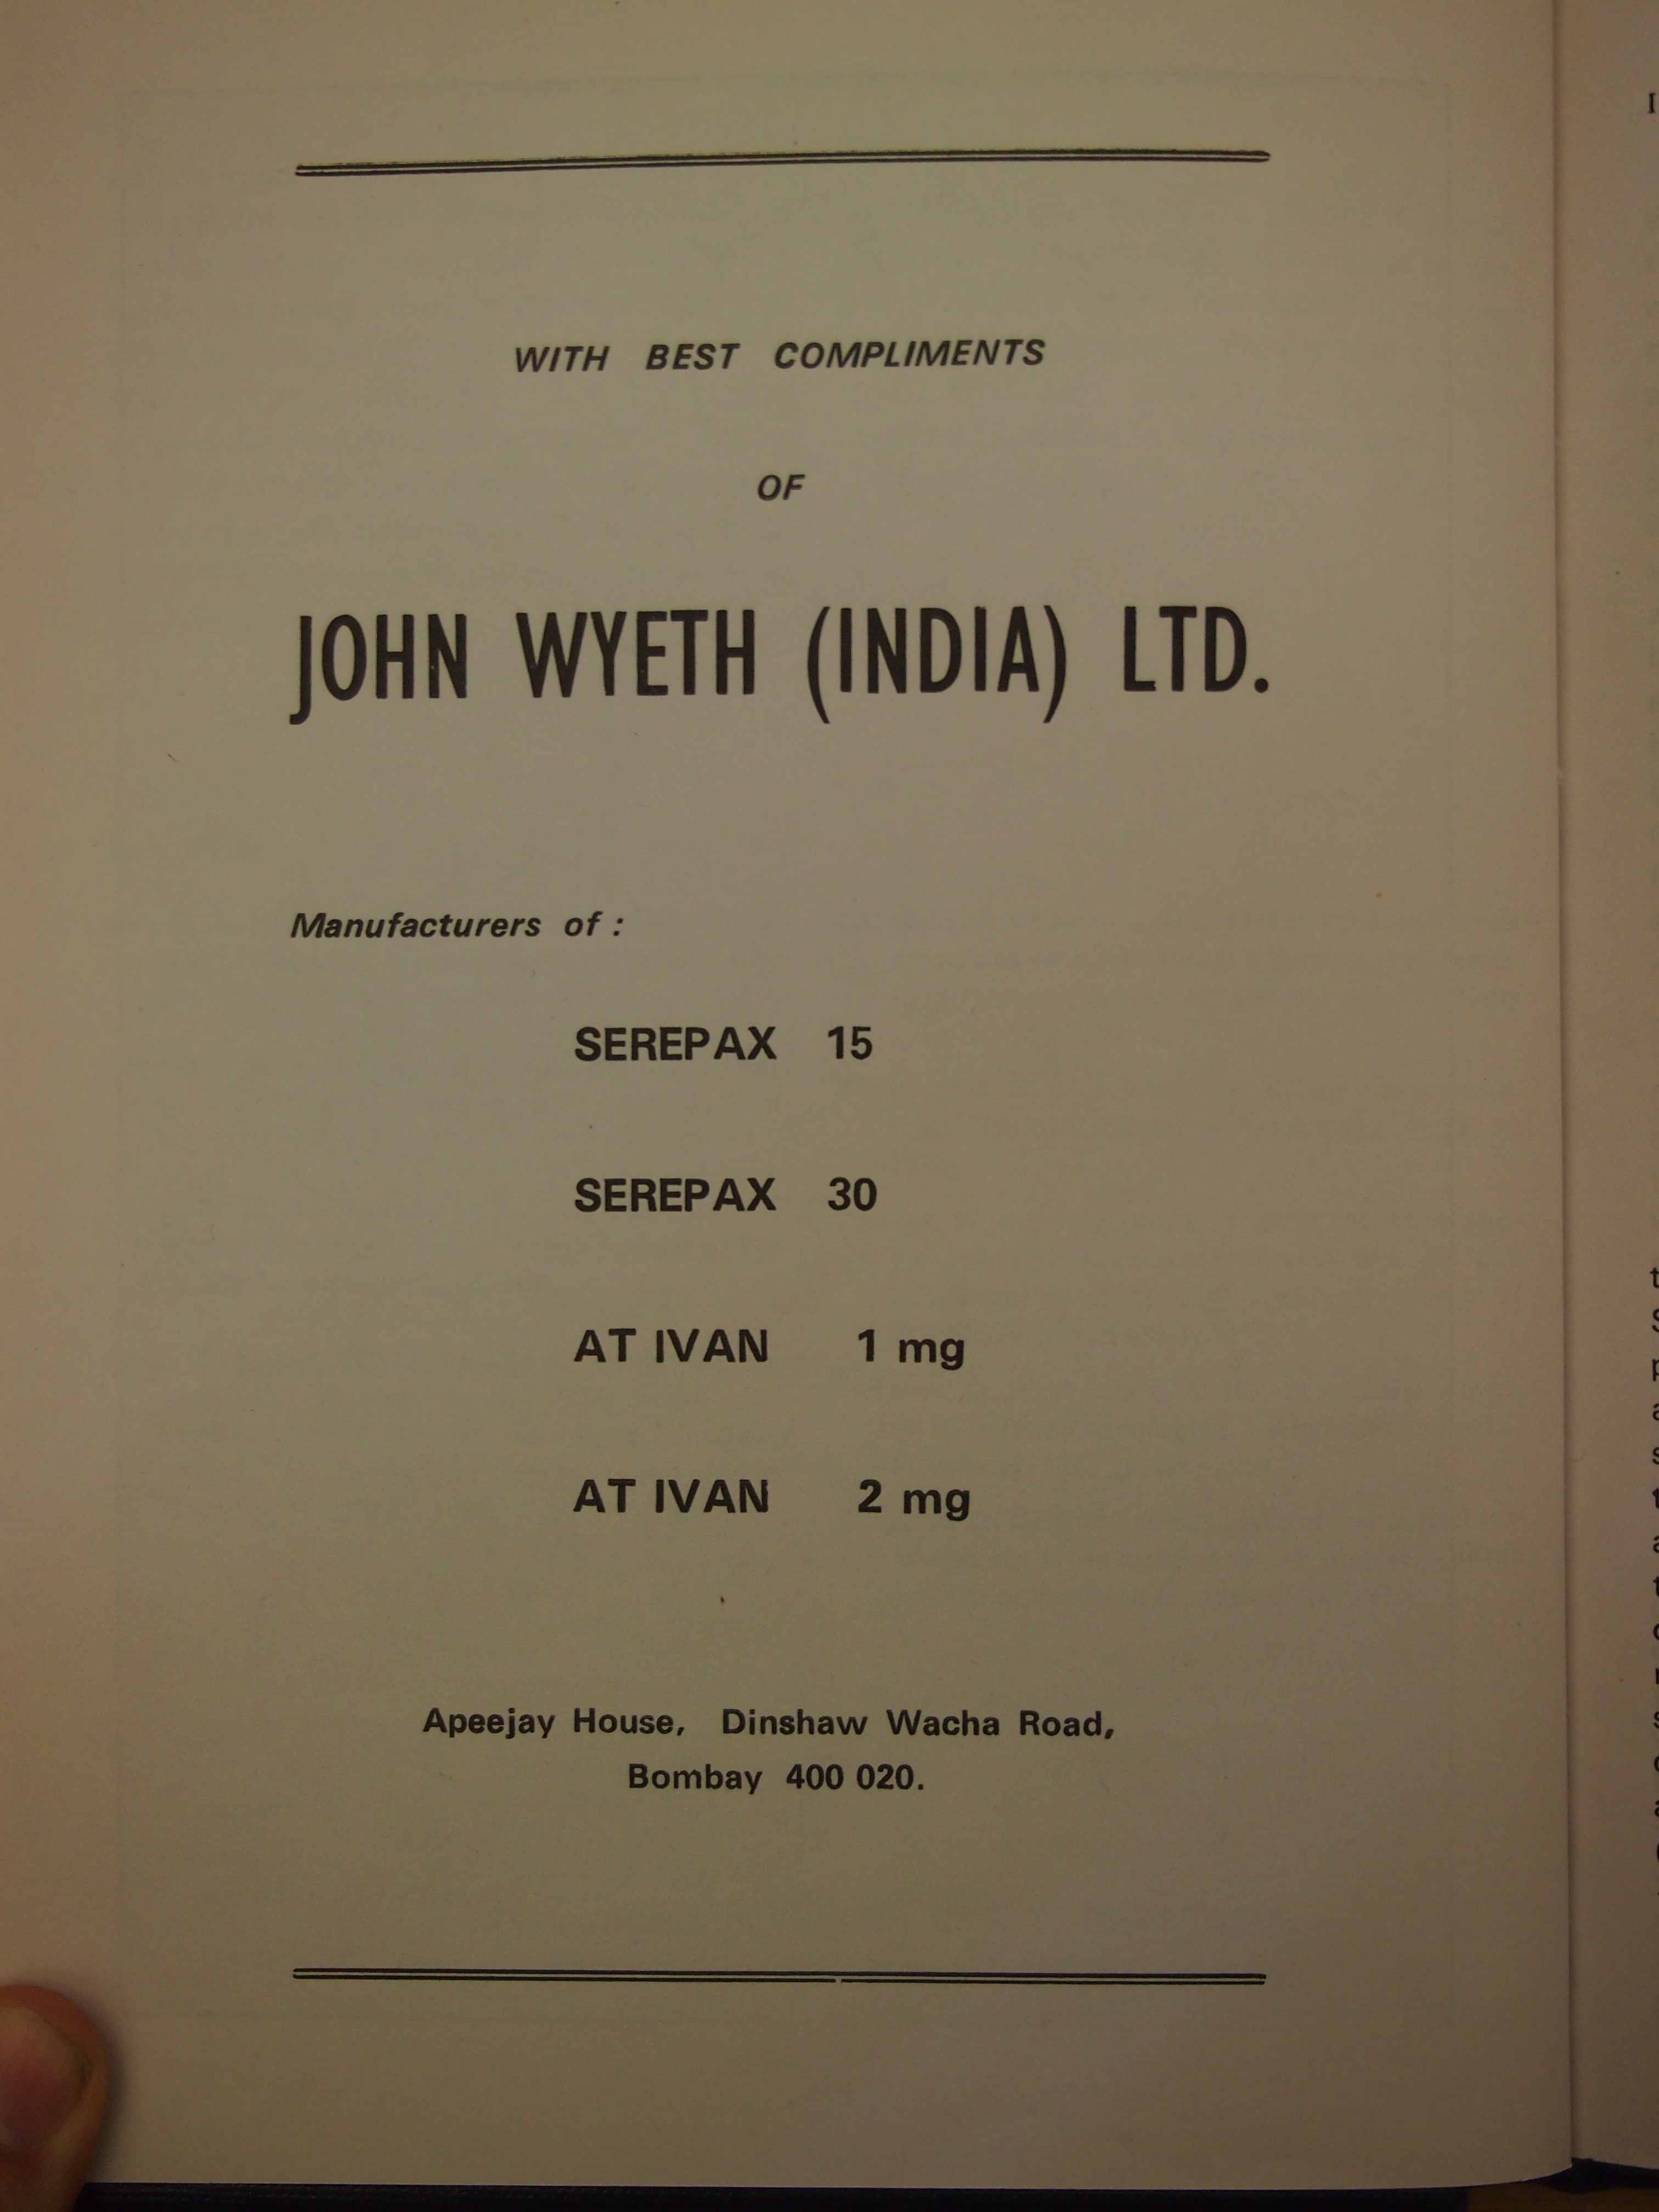 WITH BEST COMPLIMENTS
OF
JOHN WYETH (INDIA) LTD.
Manufacturers of :
SEREPAX 15
SEREPAX 30
AT IVAN 1 mg
AT IVAN 2 mg
Apeejay House, Dinshaw Wacha Road,
Bombay 400 020.